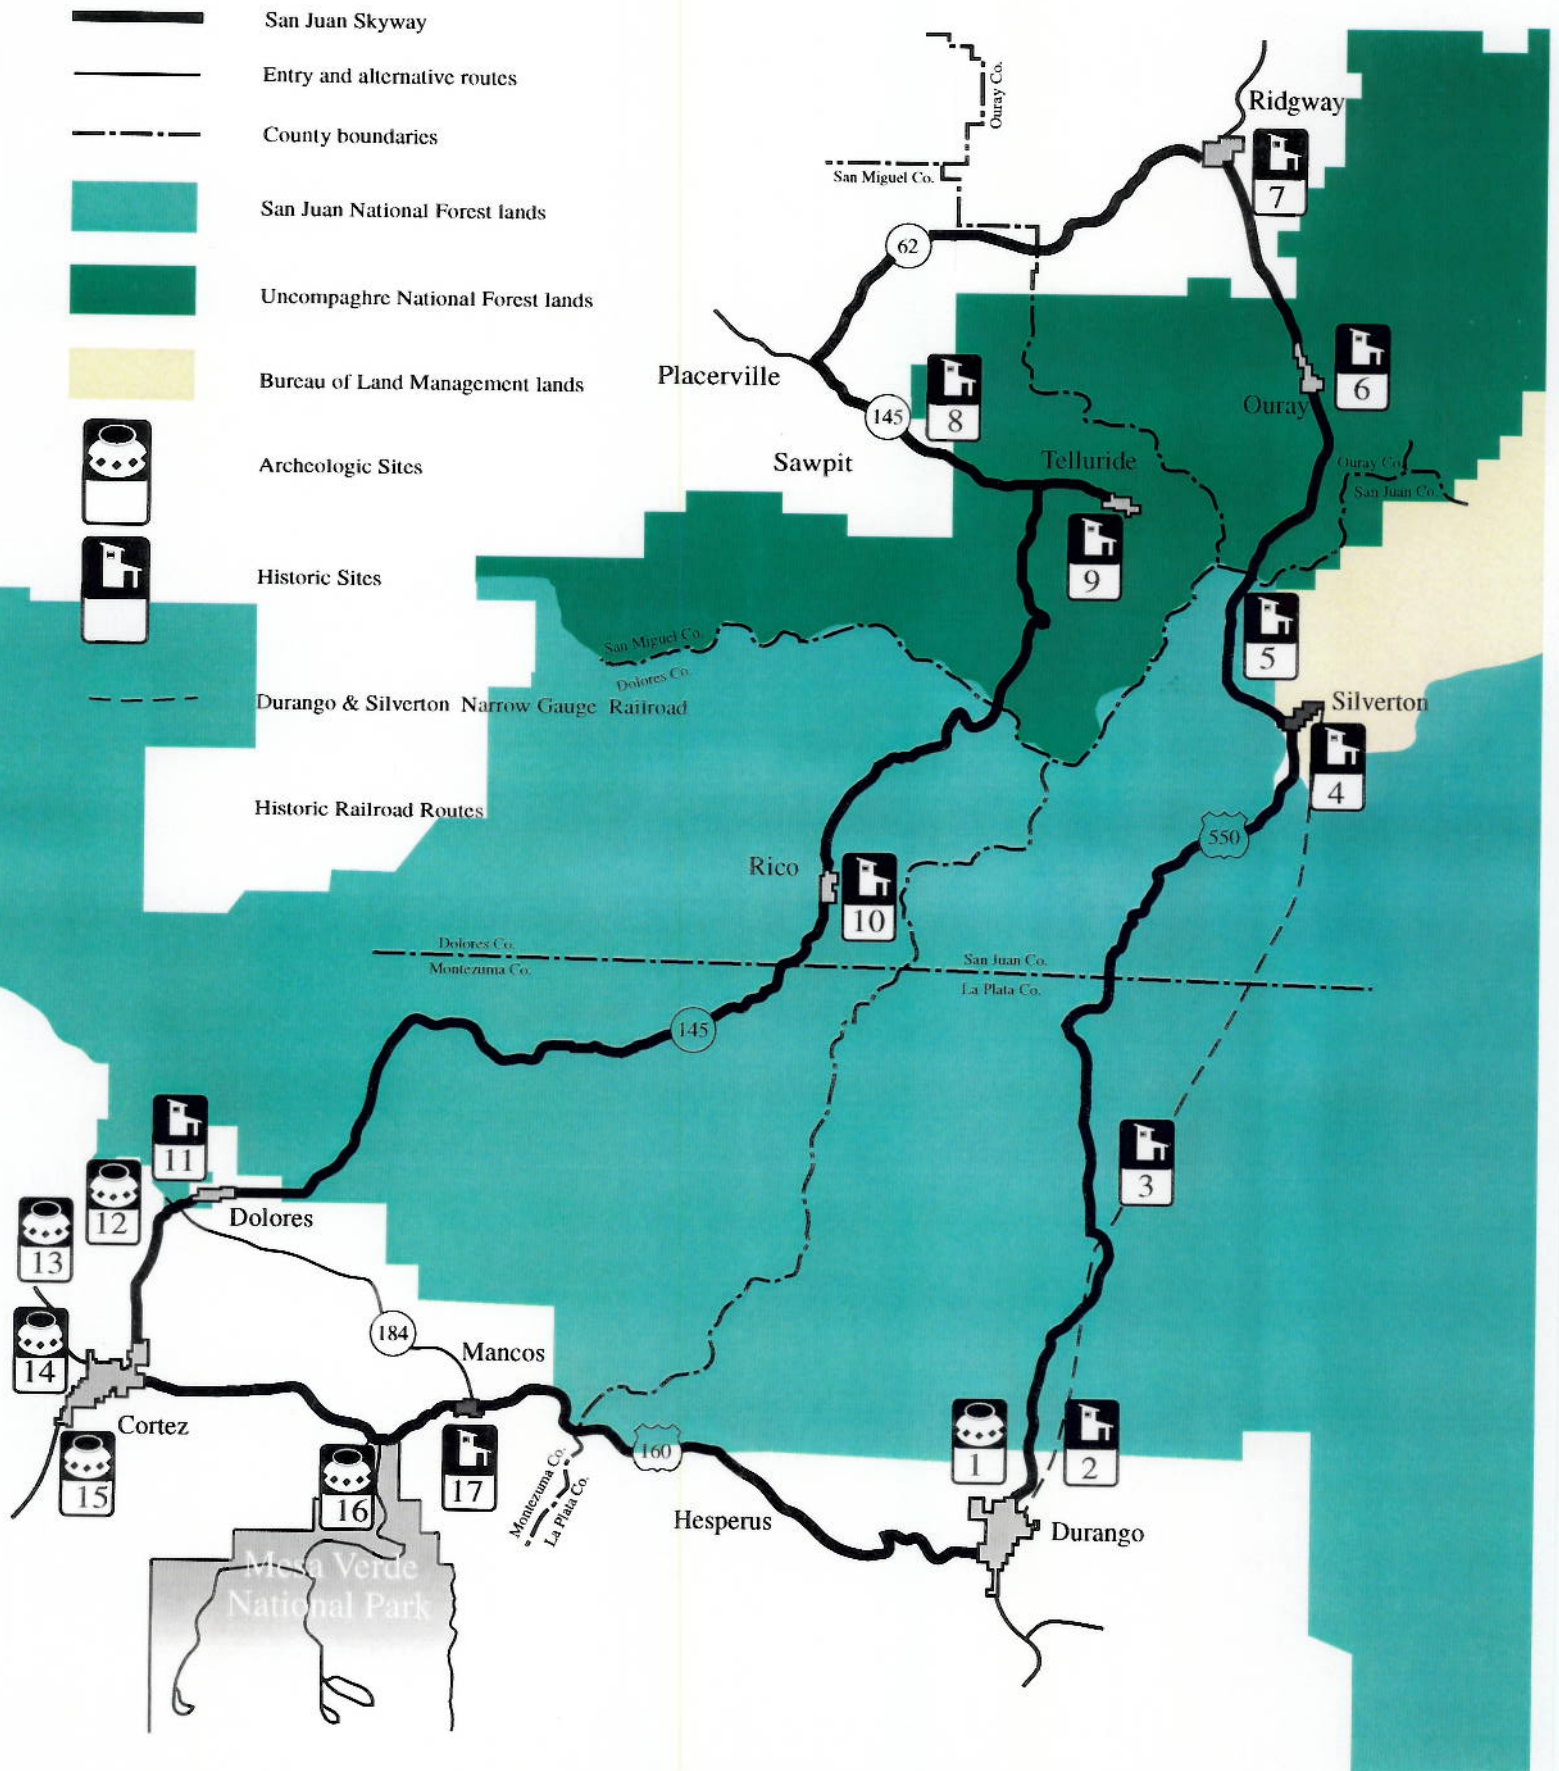 San Juan Skyway
Entry and alternative routes
County boundaries
San Juan National Forest lands
Uncompaghre National Forest lands
Bureau of Land Management lands
Archeologic Sites
Historic Sites
Durango & Silverton Narrow Gauge Railroad
Historic Railroad Routes
Ouray Co.
San Miguel Co.
Ridgway
7
62
Placerville
8
145
Sawpit
Telluride
6
Ouray
Ouray Co.
San Juan Co.
9
5
San Miguel Co.
Dolores Co.
Silverton
4
550
Rico
10
Dolores Co.
Montezuma Co.
San Juan Co.
La Plata Co.
145
3
11
12
13
Dolores
14
184
Mancos
Cortez
15
16
17
Montezuma Co.
La Plata Co.
160
1
2
Hesperus
Durango
Mesa Verde
National Park